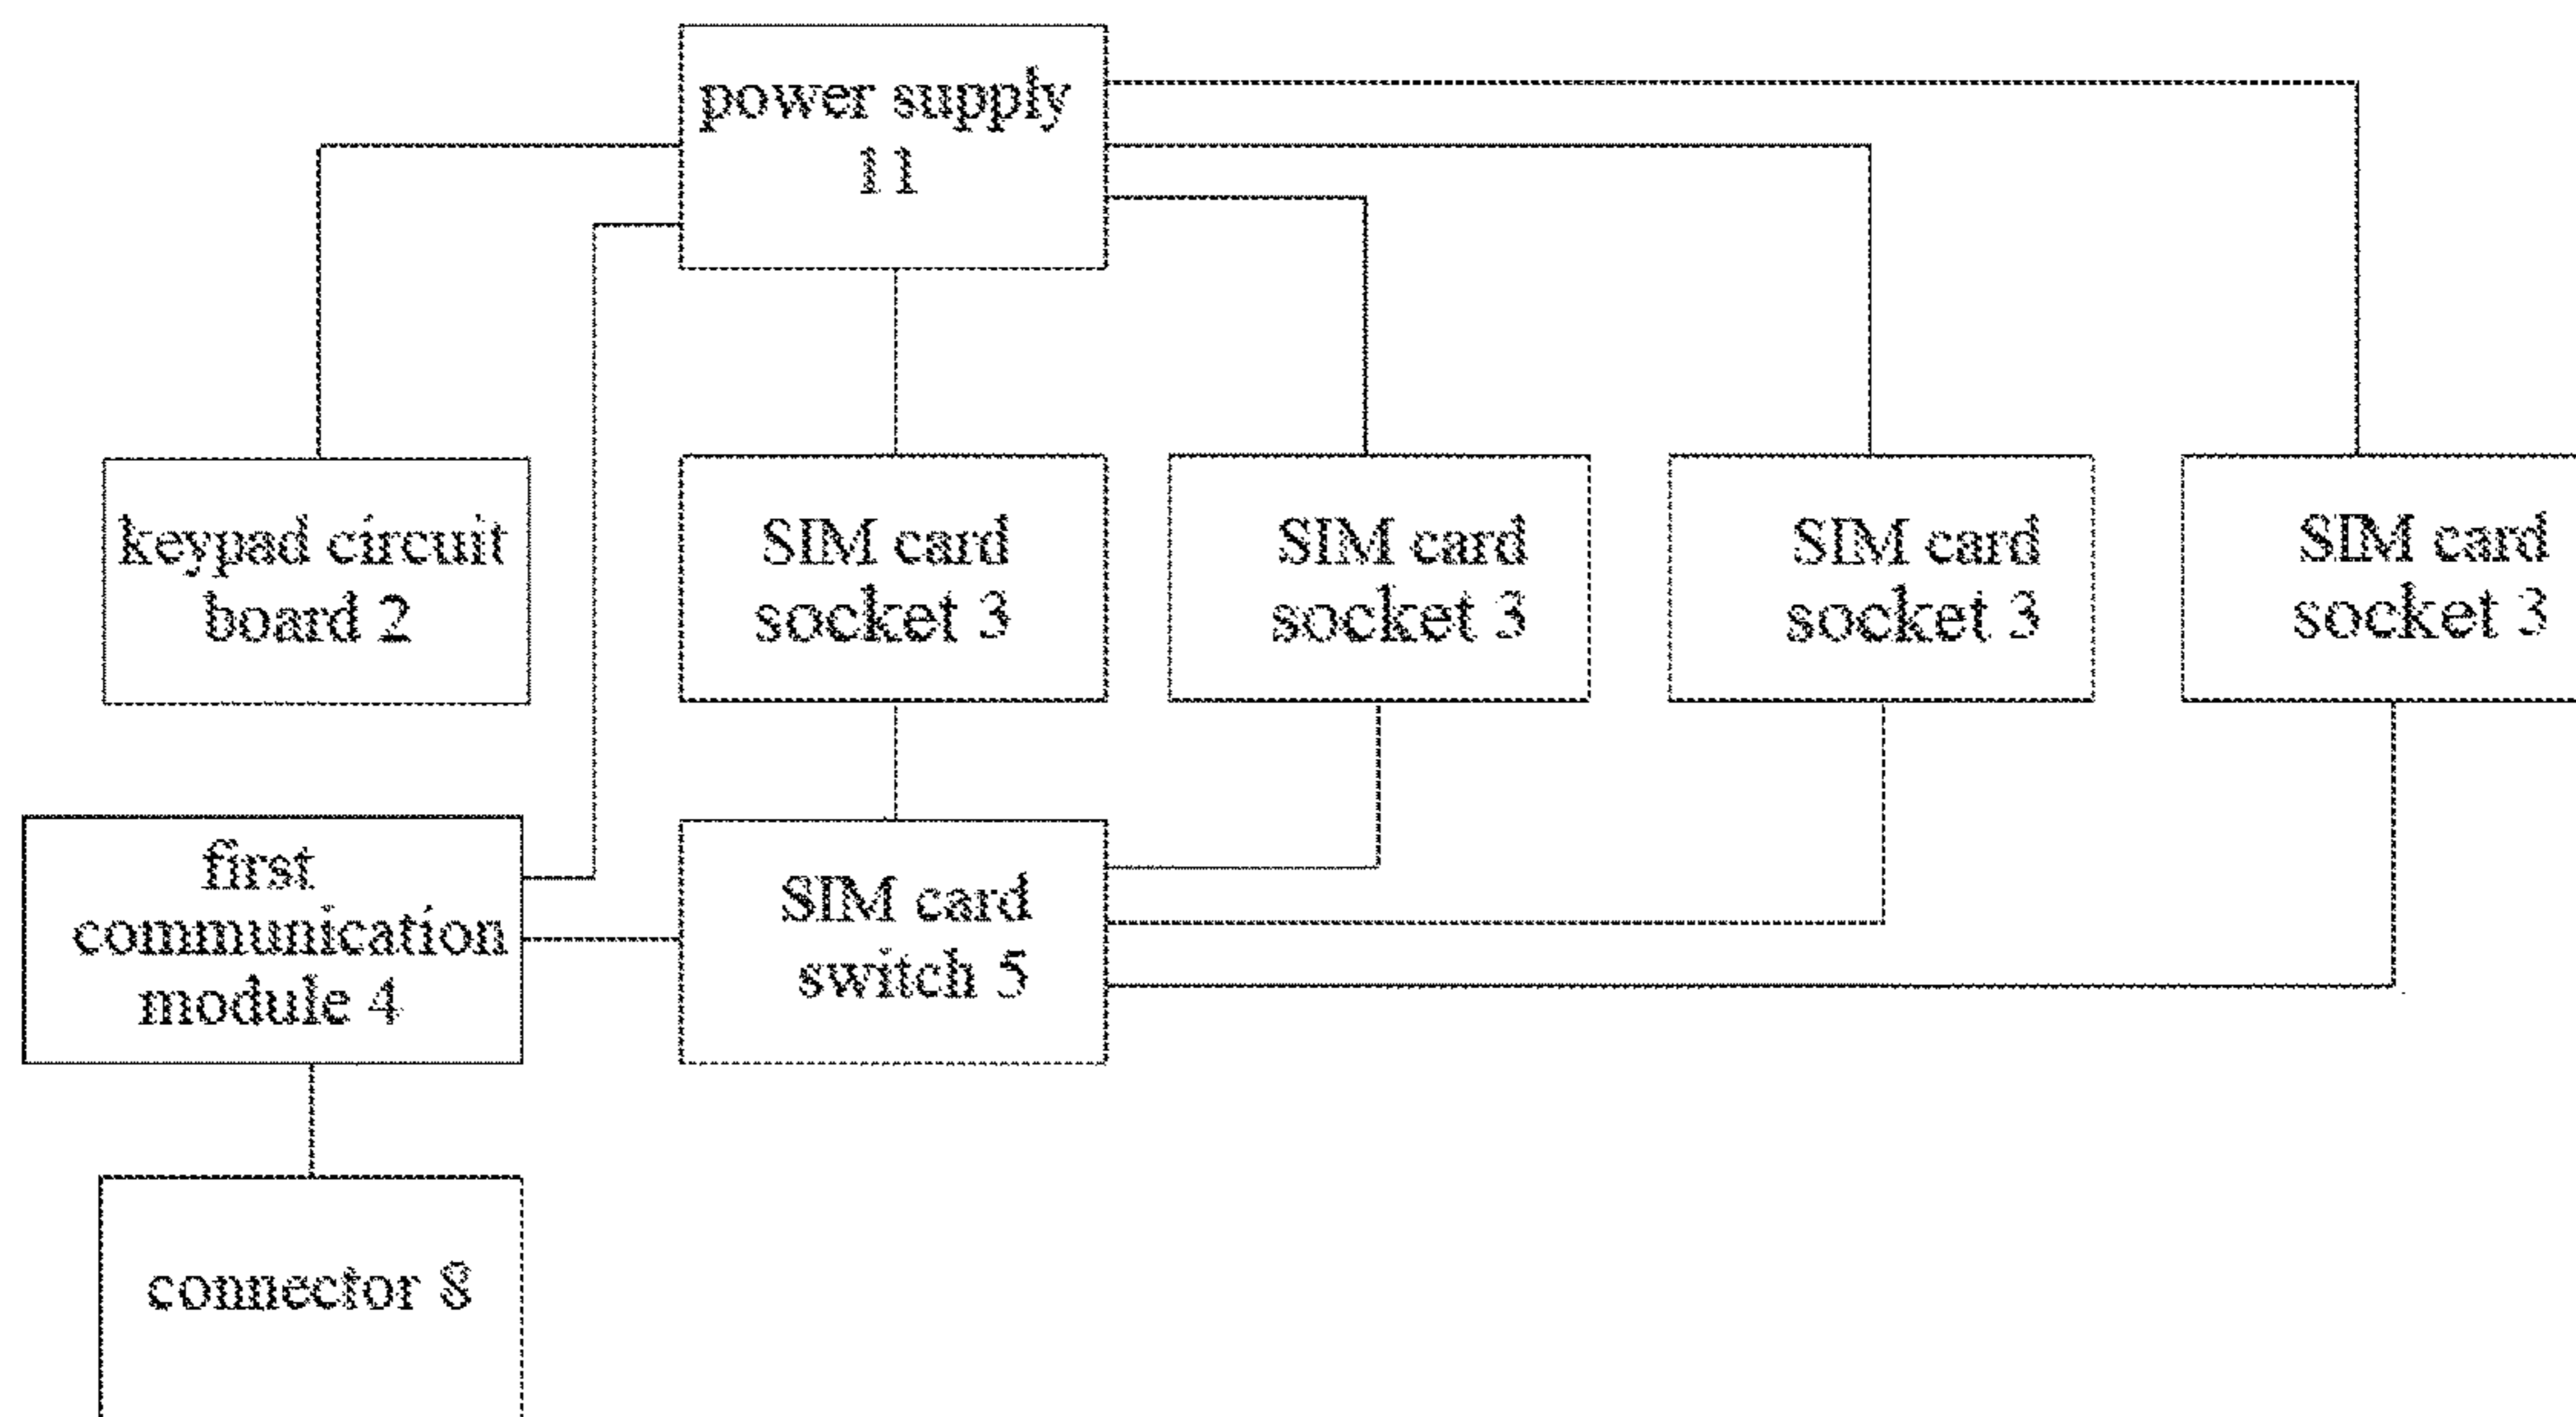 power supply
11
keypad circuit
board 2
SIM card
socket 3
SIM card
socket 3
SIM card
socket 3
SIM card
socket 3
first
communication
module 4
SIM card
switch 5
connector 8